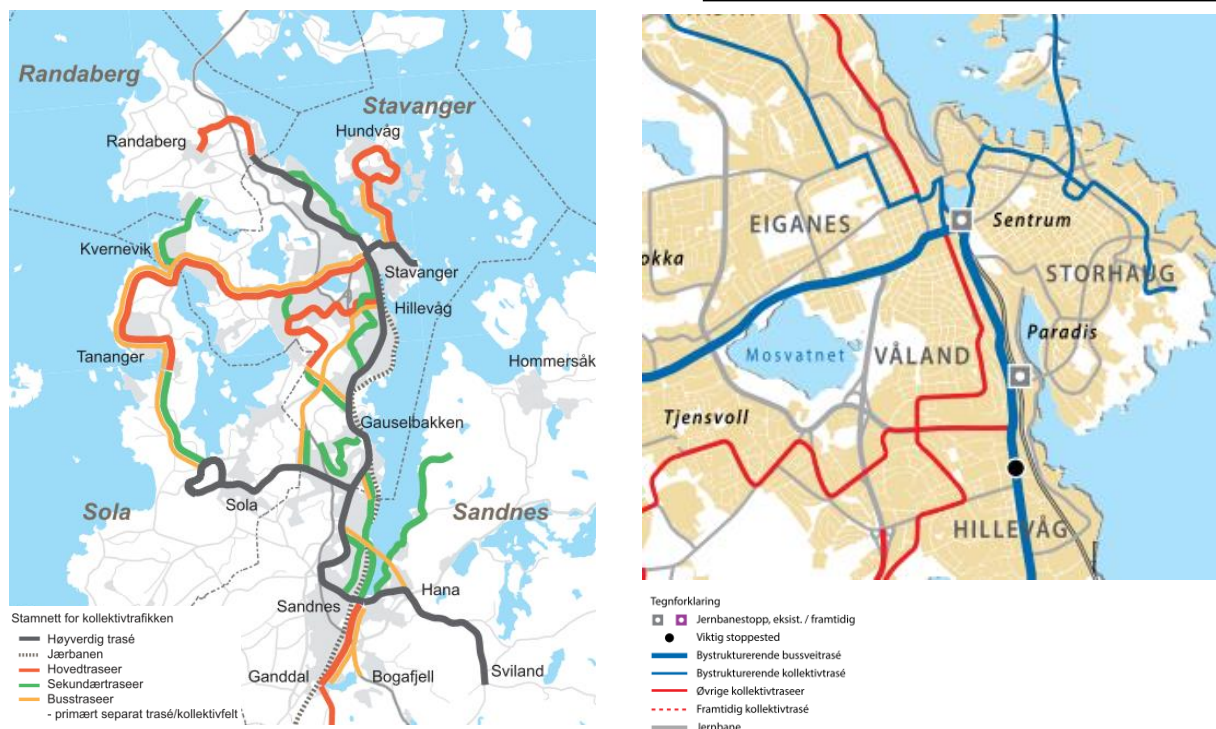 Randaberg
Stavanger
Hundvåg
Randaberg
Kvernevik
Stavanger
Hillevåg
Tananger
Hommersåk
Gauselbakken
Sola
Sola
Sandnes
Hana
Sandnes
Ganddal
Bogafjell
Sviland
Stamnett for kollektivtrafikken
Høyverdig trasé
Jærbanen
Hovedtraseer
Sekundærtraseer
Busstraseer
- primært separat trasé/kollektivfelt
EIGANES
Sentrum
okka
STORHAUG
Paradis
Mosvatnet
VÅLAND
Tjensvoll
HILLEVÅG
Tegnforklaring
Jernbanestopp, eksist. / framtidig
Viktig stoppested
Bystrukturerende bussveitrasé
Bystrukturerende kollektivtrasé
Øvrige kollektivtraseer
Framtidig kollektivtrasé
Jernbane